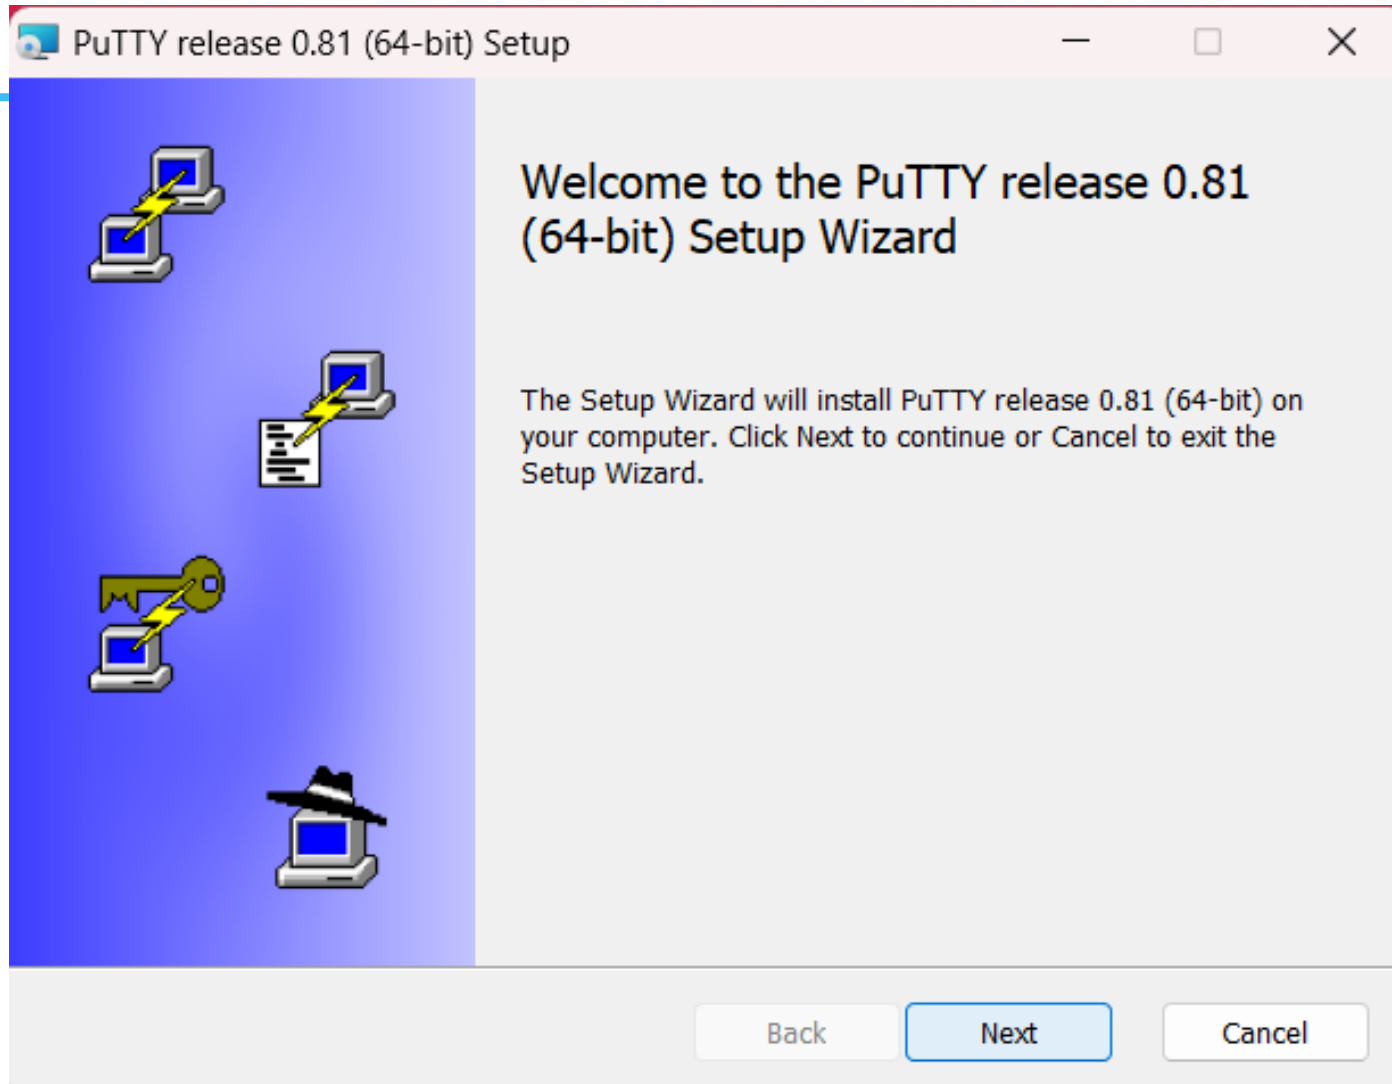 PuTTY release 0.81 (64-bit) Setup
Welcome to the PuTTY release 0.81
(64-bit) Setup Wizard
The Setup Wizard will install PuTTY release 0.81 (64-bit) on
your computer. Click Next to continue or Cancel to exit the
Setup Wizard.
Back
Next
Cancel